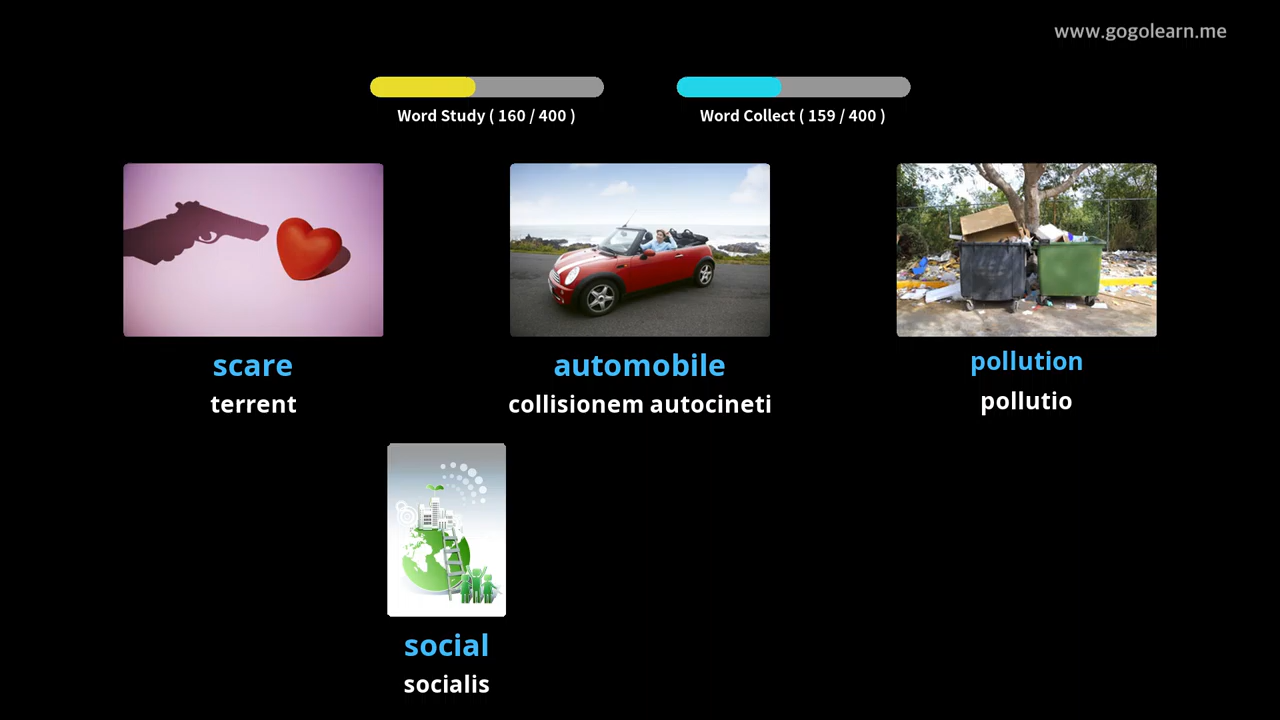 www.gogolearn.me
Word Study ( 160 / 400 )
Word Collect ( 159 / 400 )
scare
automobile
pollution
terrent
collisionem autocineti
pollutio
social
socialis